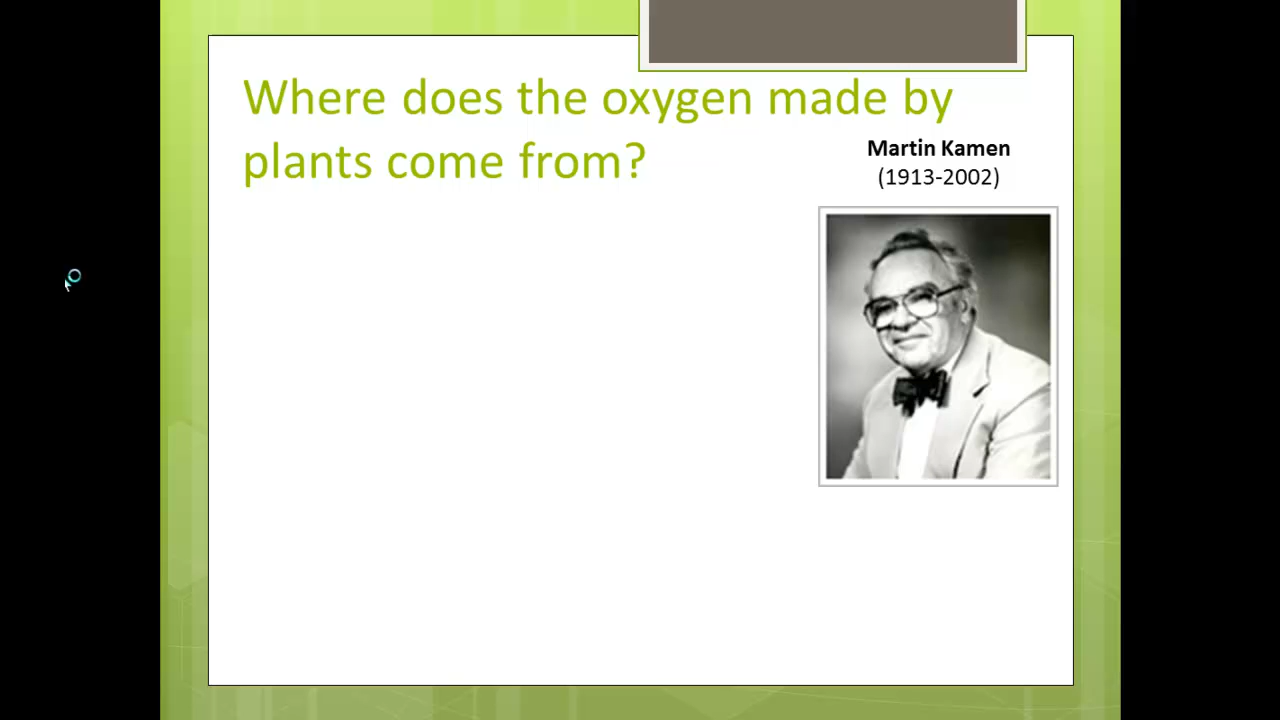 Where does the oxygen made by
plants come from?
Martin Kamen
(1913-2002)